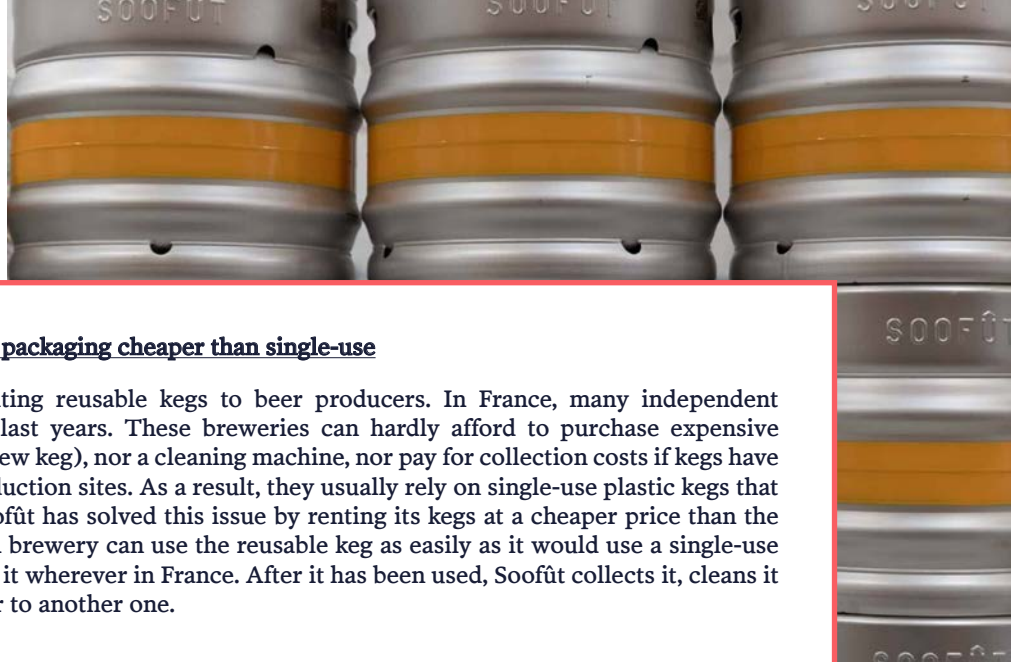 SOOFÛT SOOFÛT SOOFÛT
packaging cheaper than single-use
ting reusable kegs to beer producers. In France, many independent
last years. These breweries can hardly afford to purchase expensive
ew keg), nor a cleaning machine, nor pay for collection costs if kegs have
duction sites. As a result, they usually rely on single-use plastic kegs that
ofût has solved this issue by renting its kegs at a cheaper price than the
brewery can use the reusable keg as easily as it would use a single-use
it wherever in France. After it has been used, Soofût collects it, cleans it
r to another one.
SOOFÛT
SOOFÛT